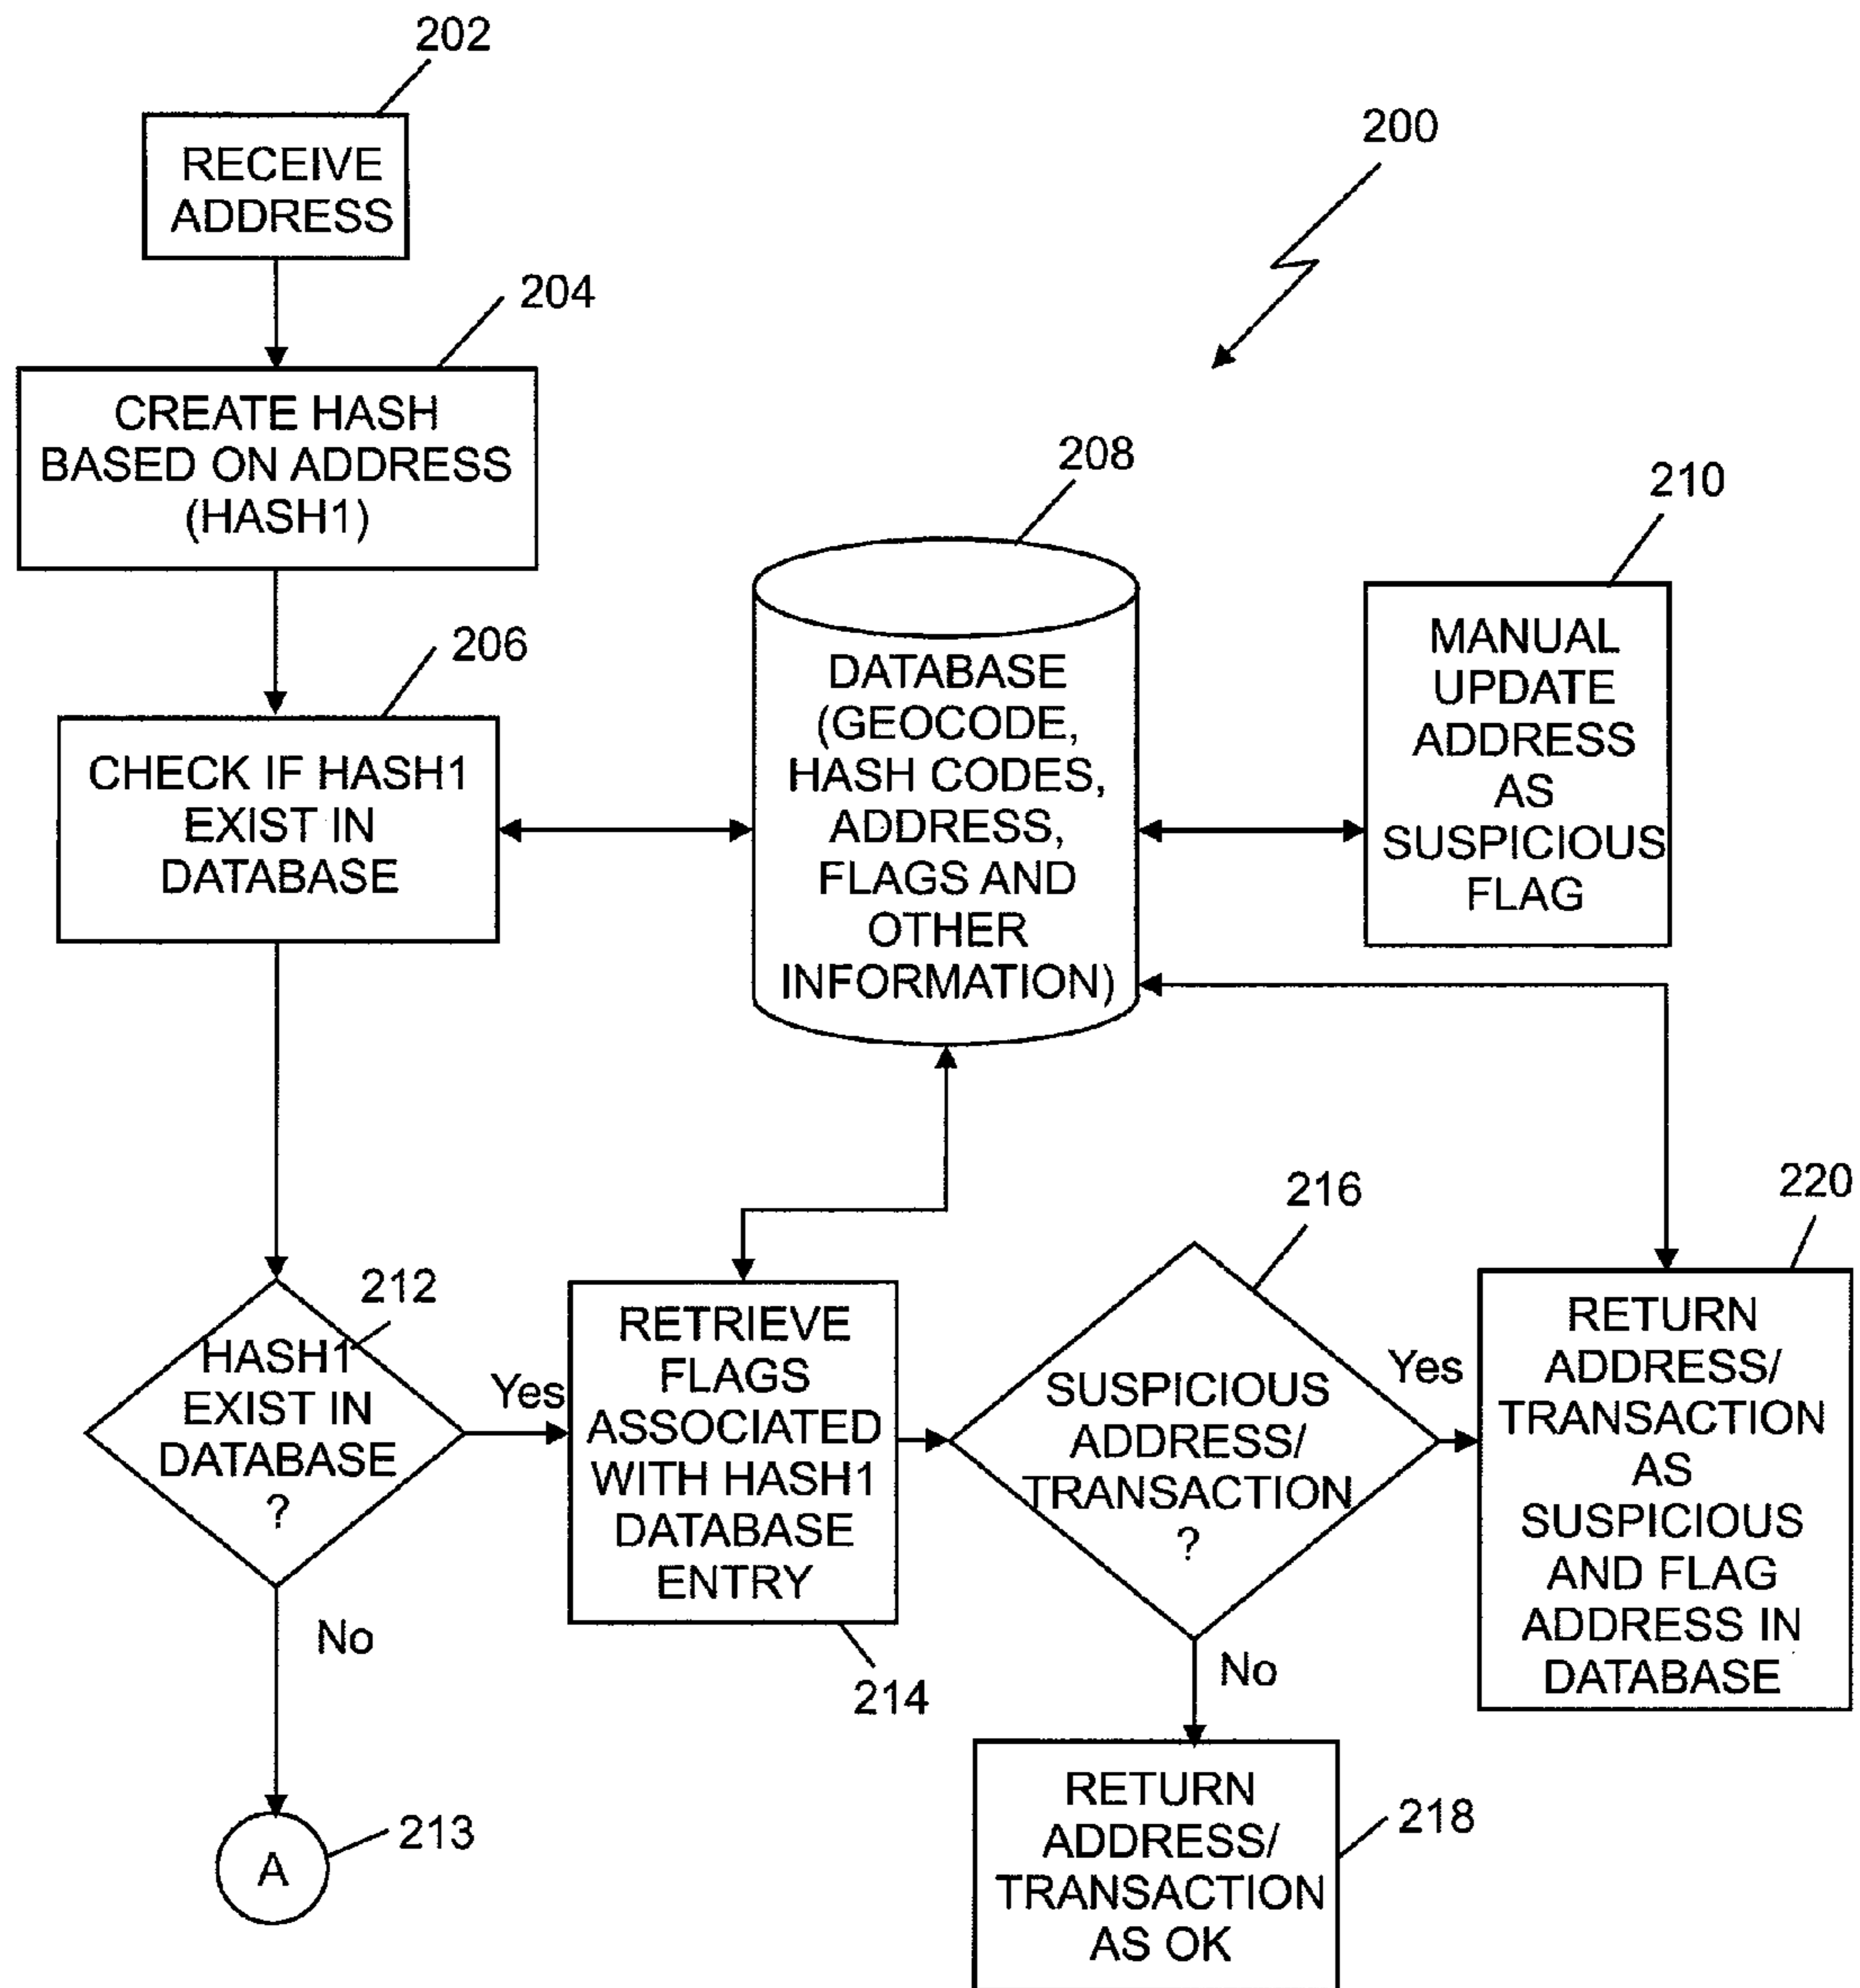 202
RECEIVE
ADDRESS
200
204
CREATE HASH
BASED ON ADDRESS
(HASH1)
206
CHECK IF HASH1
EXIST IN
DATABASE
208
DATABASE
(GEOCODE,
HASH CODES,
ADDRESS,
FLAGS AND
OTHER
INFORMATION)
210
MANUAL
UPDATE
ADDRESS
AS
SUSPICIOUS
FLAG
212
HASH1
EXIST IN
DATABASE
?
Yes
No
A
213
RETRIEVE
FLAGS
ASSOCIATED
WITH HASH1
DATABASE
ENTRY
214
216
SUSPICIOUS
ADDRESS/
TRANSACTION
?
Yes
No
220
RETURN
ADDRESS/
TRANSACTION
AS
SUSPICIOUS
AND FLAG
ADDRESS IN
DATABASE
RETURN
ADDRESS/
TRANSACTION
AS OK
218